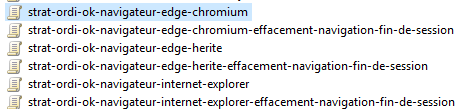 strat-ordi-ok-navigateur-edge-chromium
strat-ordi-ok-navigateur-edge-chromium-effacement-navigation-fin-de-session
strat-ordi-ok-navigateur-edge-herite
strat-ordi-ok-navigateur-edge-herite-effacement-navigation-fin-de-session
strat-ordi-ok-navigateur-internet-explorer
strat-ordi-ok-navigateur-internet-explorer-effacement-navigation-fin-de-session